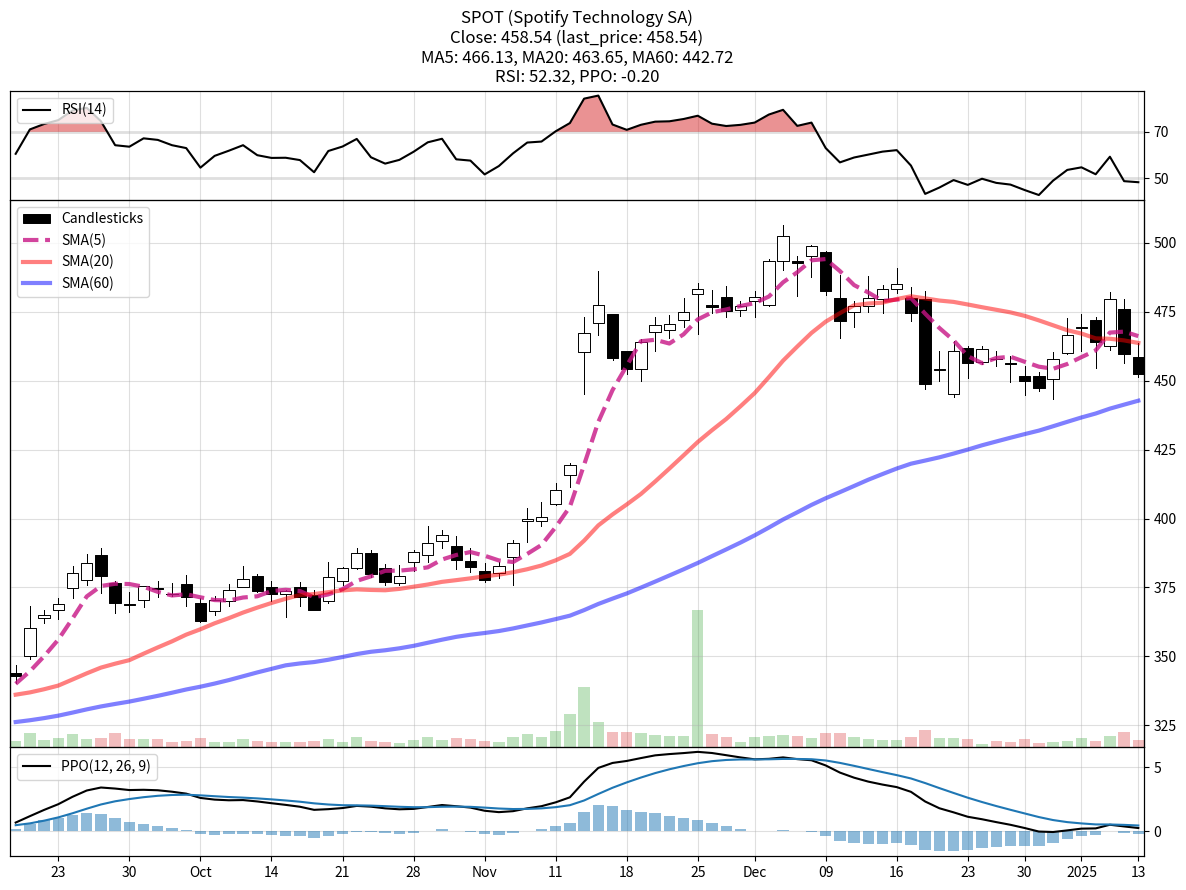 SPOT (Spotify Technology SA)
Close: 458.54 (last_price: 458.54)
MA5: 466.13, MA20: 463.65, MA60: 442.72
RSI: 52.32, PPO: -0.20
RSI(14)
70
50
Candlesticks
SMA(5)
SMA(20)
SMA(60)
500
475
450
425
400
375
350
325
PPO(12, 26, 9)
5
0
23 30 Oct 14 21 28 Nov 11 18 25 Dec 09 16 23 30 2025 13